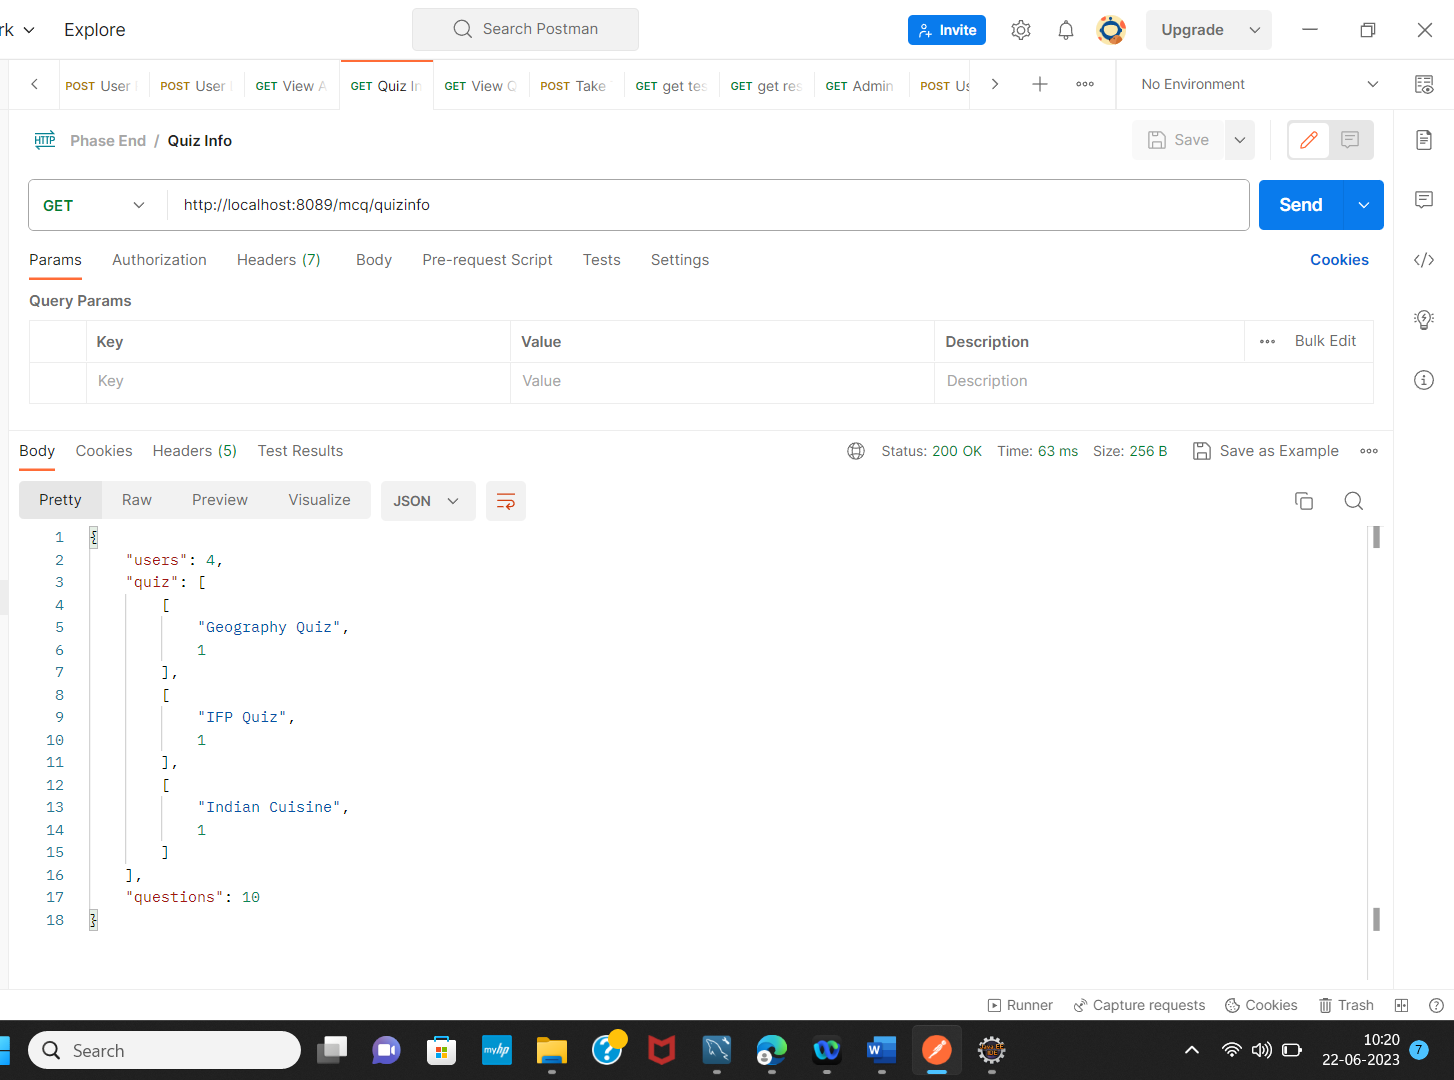 rk Explore Search Postman Invite Upgrade
POST User POST User GET View A GET Quiz In GET View Q POST Take GET get tes GET get res GET Admin POST Us No Environment
HTTP Phase End / Quiz Info Save
GET http://localhost:8089/mcq/quizinfo Send
Params Authorization Headers (7) Body Pre-request Script Tests Settings Cookies
Query Params
Key Value Description Bulk Edit
Key Value Description
Body Cookies Headers (5) Test Results Status: 200 OK Time: 63 ms Size: 256 B Save as Example
Pretty Raw Preview Visualize JSON
1 {
2 "users": 4,
3 "quiz": [
4 [
5 "Geography Quiz",
6 1
7 ],
8 [
9 "IFP Quiz",
10 1
11 ],
12 [
13 "Indian Cuisine",
14 1
15 ]
16 ],
17 "questions": 10
18 }
Runner Capture requests Cookies Trash
Search myhp W 10:20
22-06-2023 7